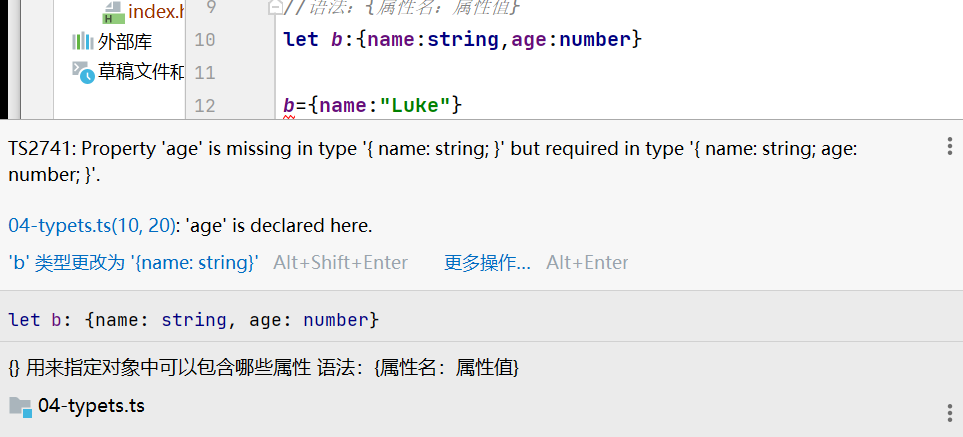 index.h
外部库
草稿文件和
9 //语法：{属性名：属性值}
10 let b:{name:string,age:number}
11
12 b={name:"Luke"}
TS2741: Property 'age' is missing in type '{ name: string; }' but required in type '{ name: string; age:
number; }'.
04-typets.ts(10, 20): 'age' is declared here.
'b' 类型更改为 '{name: string}' Alt+Shift+Enter 更多操作... Alt+Enter
let b: {name: string, age: number}
{} 用来指定对象中可以包含哪些属性 语法：{属性名：属性值}
04-typets.ts